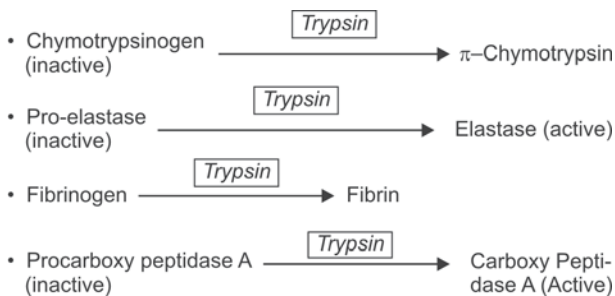 Trypsin
• Chymotrypsinogen π–Chymotrypsin
(inactive)
Trypsin
• Pro-elastase Elastase (active)
(inactive)
Trypsin
• Fibrinogen Fibrin
Trypsin
• Procarboxy peptidase A Carboxy Pepti-
(inactive) dase A (Active)